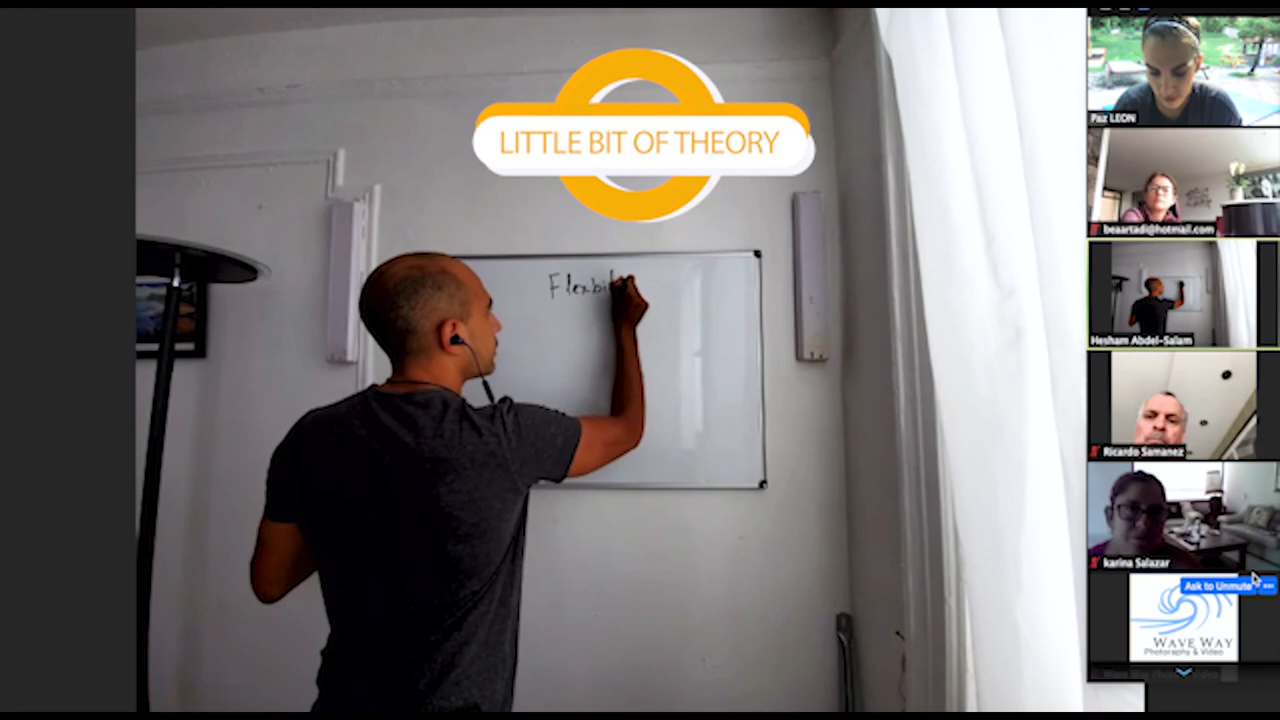 LITTLE BIT OF THEORY
Flexbil
Paz LEON
beaartadi@hotmail.com
Hesham Abdel-Salam
Ricardo Samanez
karina Salazar
Ask to Unmute
WAVE WAY
Photography & Video